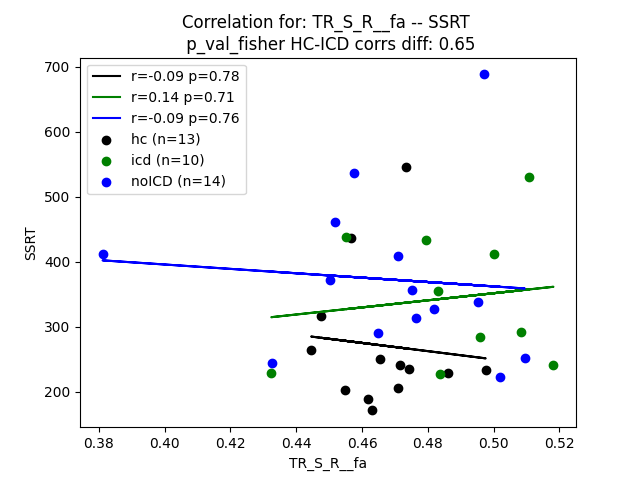 Correlation for: TR_S_R__fa -- SSRT
p_val_fisher HC-ICD corrs diff: 0.65
r=-0.09 p=0.78
r=0.14 p=0.71
r=-0.09 p=0.76
hc (n=13)
icd (n=10)
noICD (n=14)
700
600
500
400
300
200
SSRT
0.38 0.40 0.42 0.44 0.46 0.48 0.50 0.52
TR_S_R__fa